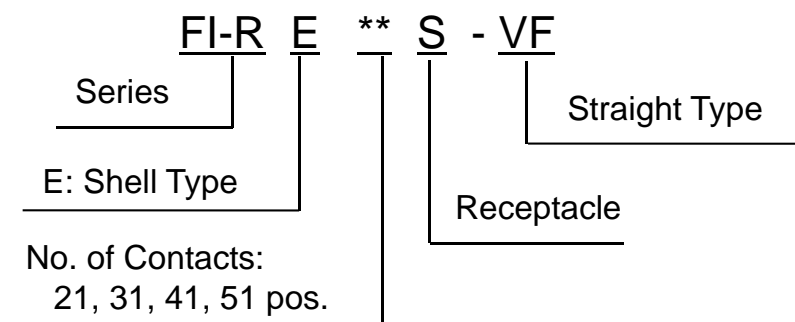 FI-R E ** S - VF
Series
Straight Type
E: Shell Type
Receptacle
No. of Contacts:
21, 31, 41, 51 pos.